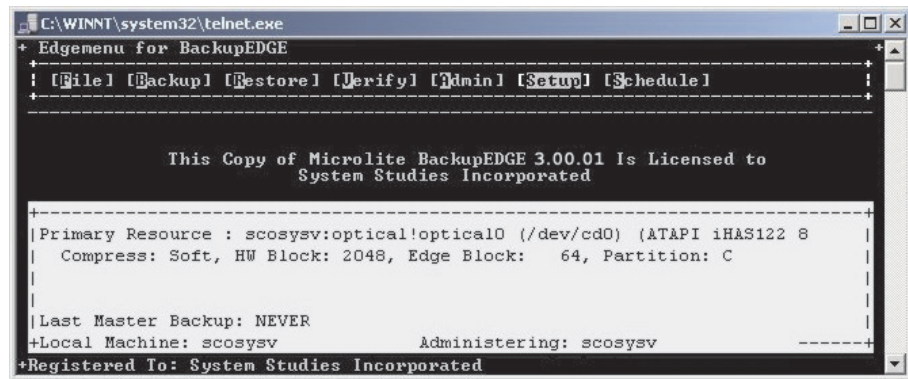 C:\WINNT\system32\telnet.exe
+ Edgemenu for BackupEDGE +
+--------------------------------------------------------------------+
¦ [File] [Backup] [Restore] [Verify] [Admin] [Setup] [Schedule] ¦
+--------------------------------------------------------------------+
This Copy of Microlite BackupEDGE 3.00.01 Is Licensed to
System Studies Incorporated
+--------------------------------------------------------------------+
|Primary Resource : scosysv:optical!optical0 (/dev/cd0) (ATAPI iHAS122 8 |
| Compress: Soft, HW Block: 2048, Edge Block: 64, Partition: C |
| |
| |
|Last Master Backup: NEVER |
+Local Machine: scosysv Administering: scosysv ------+
+Registered To: System Studies Incorporated